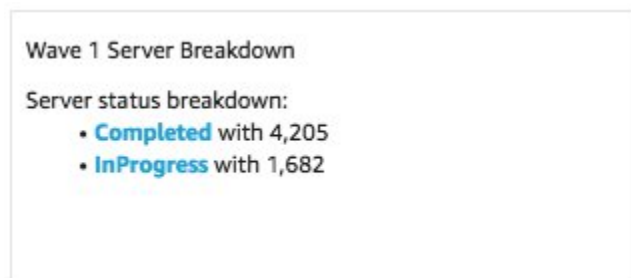 Wave 1 Server Breakdown
Server status breakdown:
• Completed with 4,205
• InProgress with 1,682